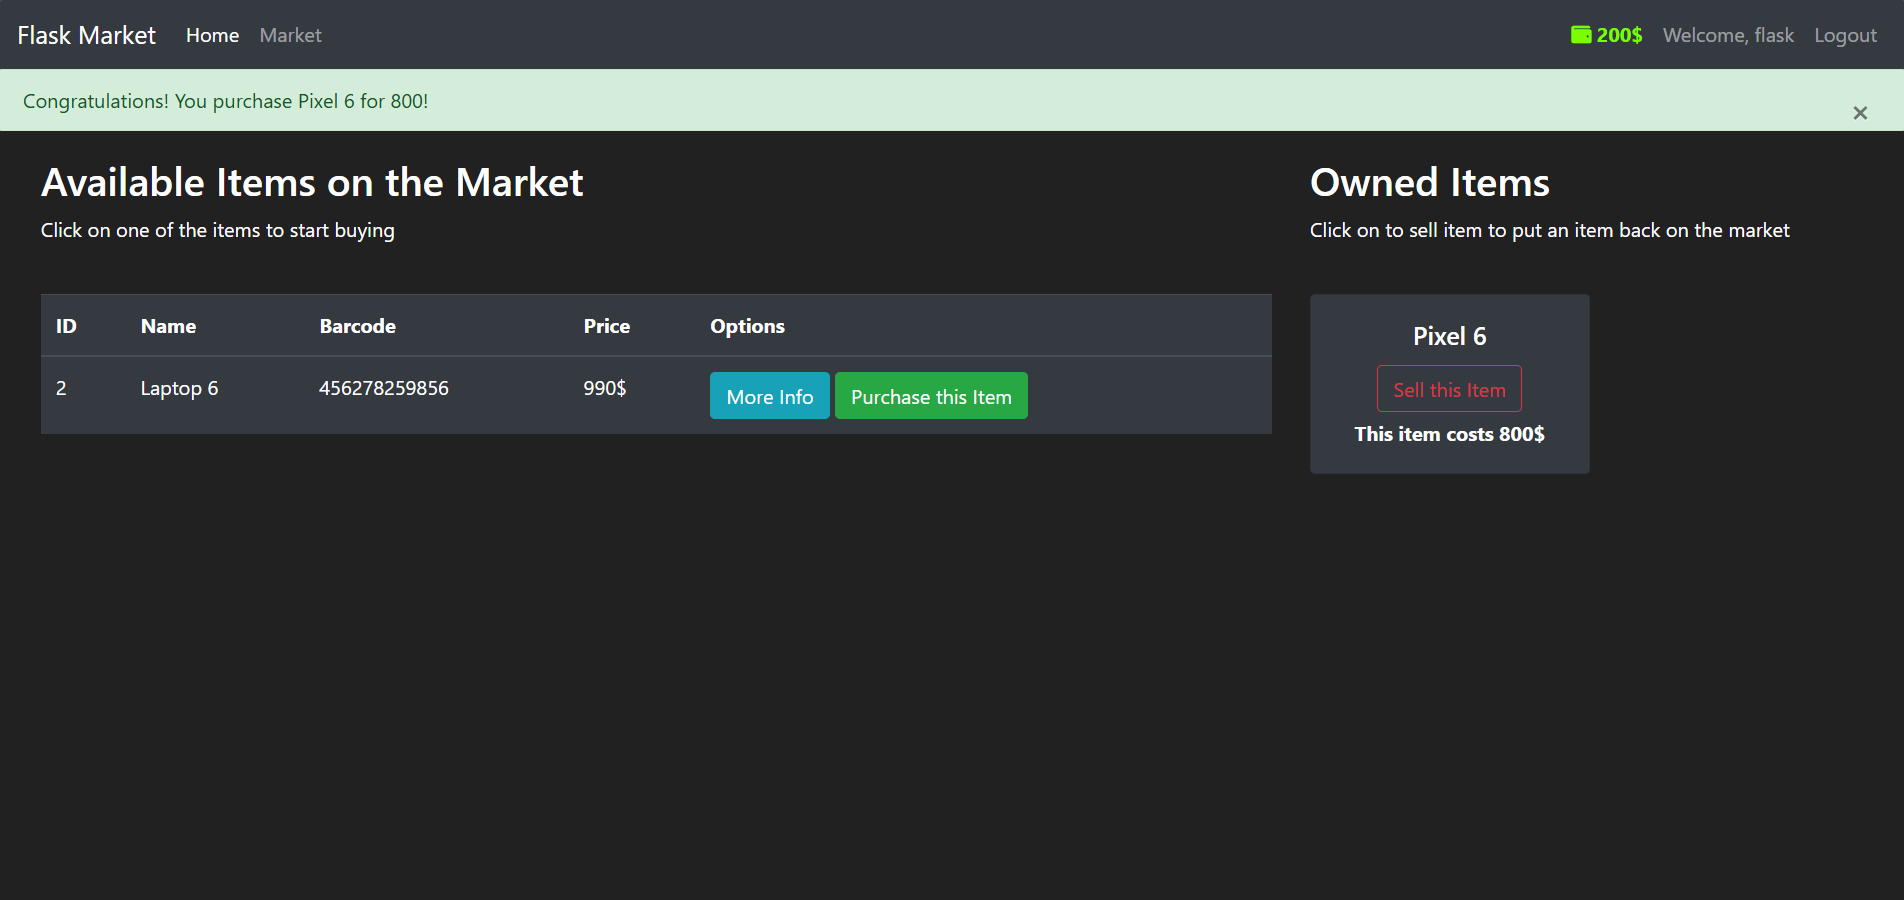 Flask Market Home Market 200$ Welcome, flask Logout
Congratulations! You purchase Pixel 6 for 800!
×
Available Items on the Market
Click on one of the items to start buying
ID Name Barcode Price Options
2 Laptop 6 456278259856 990$ More Info Purchase this Item
Owned Items
Click on to sell item to put an item back on the market
Pixel 6
Sell this Item
This item costs 800$